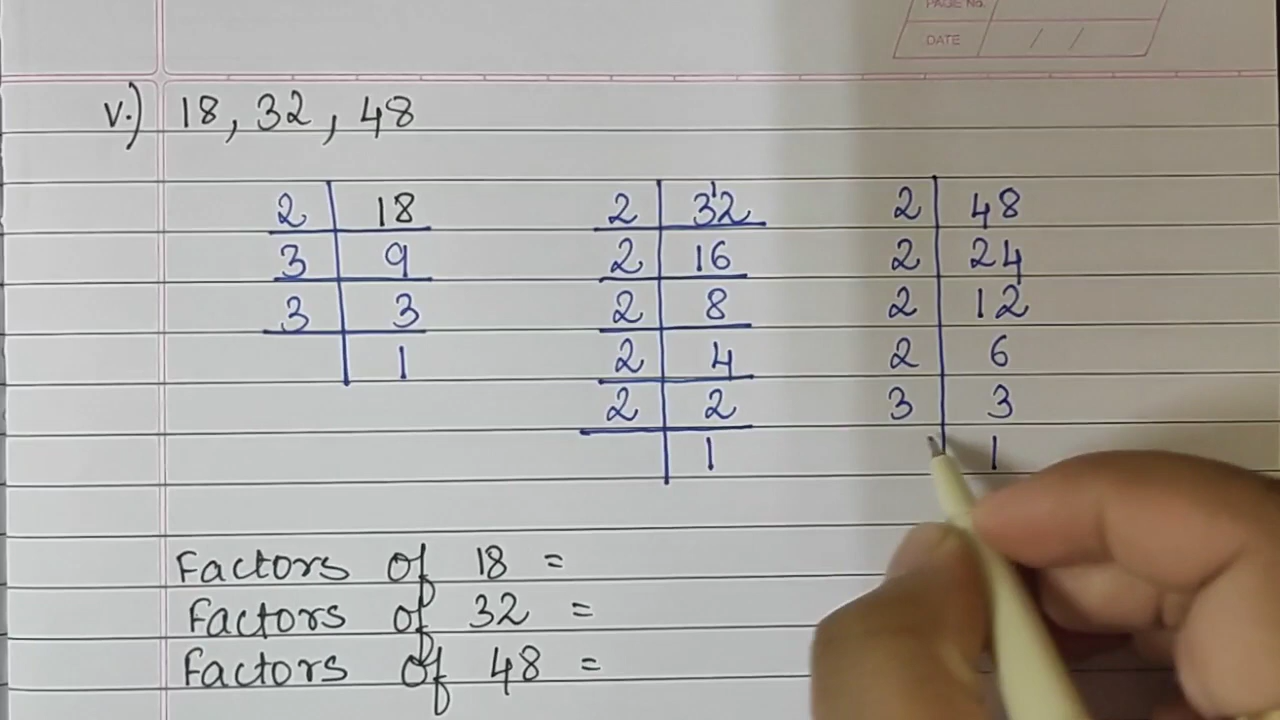 PAGE No.
DATE / /
v.) 18, 32, 48
2 18
3 9
3 3
1
2 32
2 16
2 8
2 4
2 2
1
2 48
2 24
2 12
2 6
3 3
1
Factors of 18 =
Factors of 32 =
Factors of 48 =